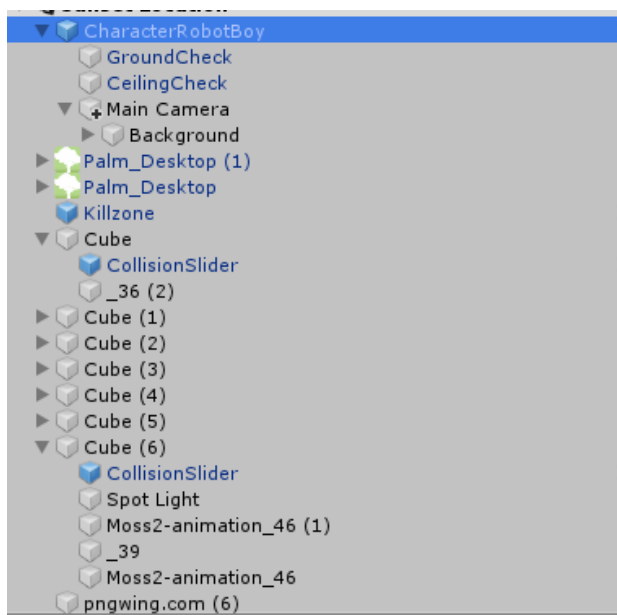 Sunset Location
CharacterRobotBoy
GroundCheck
CeilingCheck
Main Camera
Background
Palm_Desktop (1)
Palm_Desktop
Killzone
Cube
CollisionSlider
_36 (2)
Cube (1)
Cube (2)
Cube (3)
Cube (4)
Cube (5)
Cube (6)
CollisionSlider
Spot Light
Moss2-animation_46 (1)
_39
Moss2-animation_46
pngwing.com (6)